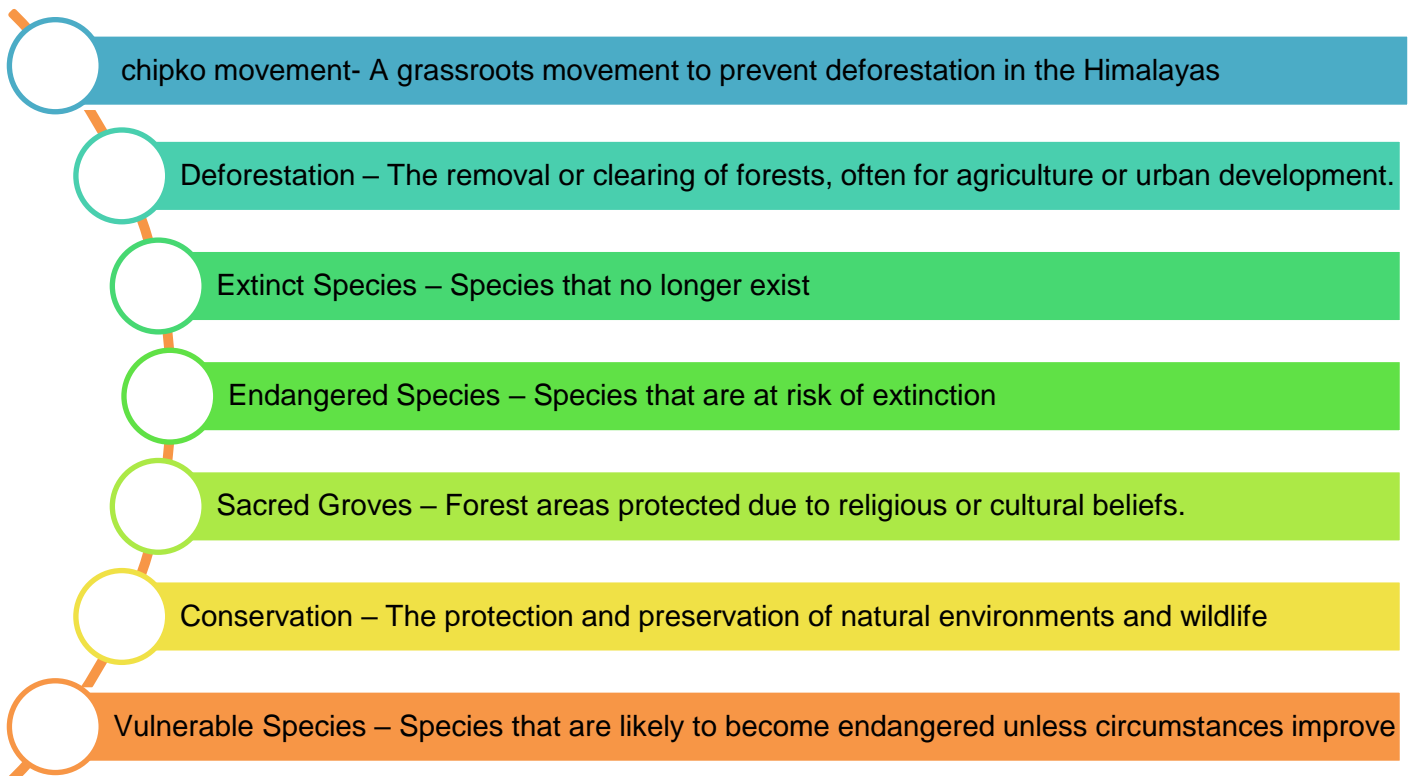 chipko movement- A grassroots movement to prevent deforestation in the Himalayas
Deforestation – The removal or clearing of forests, often for agriculture or urban development.
Extinct Species – Species that no longer exist
Endangered Species – Species that are at risk of extinction
Sacred Groves – Forest areas protected due to religious or cultural beliefs.
Conservation – The protection and preservation of natural environments and wildlife
Vulnerable Species – Species that are likely to become endangered unless circumstances improve